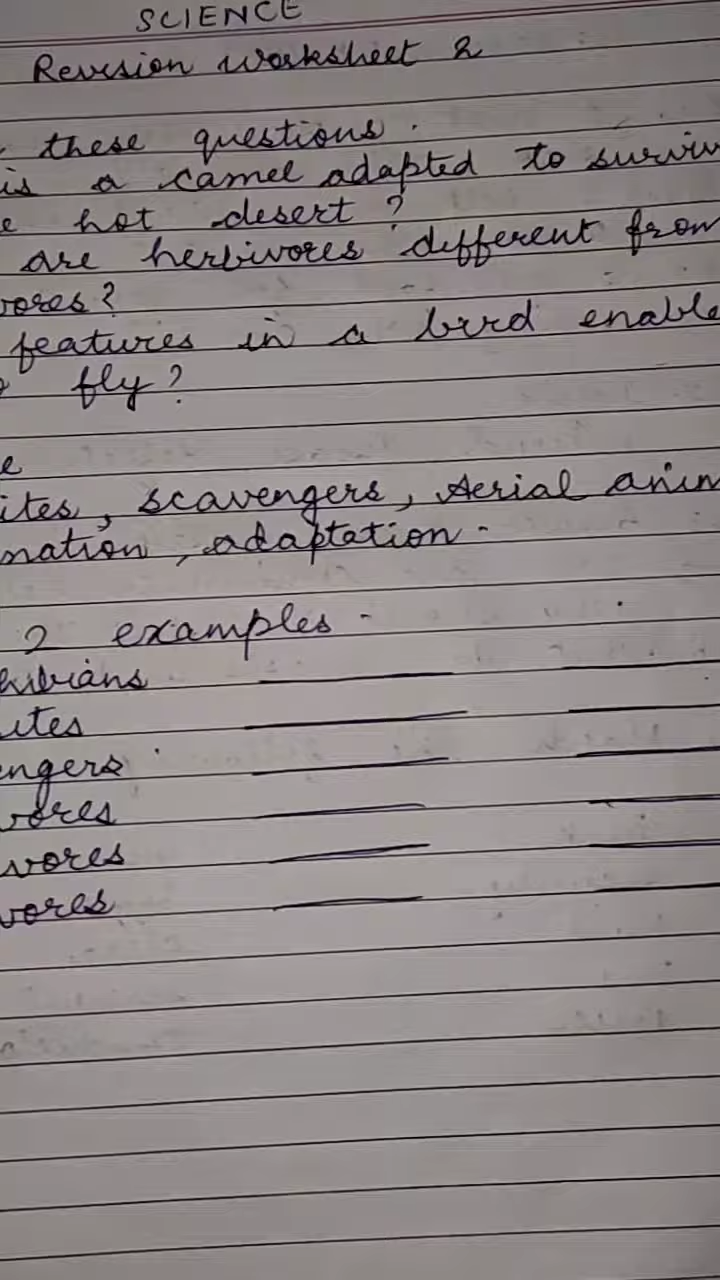 SCIENCE
Revision Worksheet 2
these questions.
is a camel adapted to surviv
e hot desert?
are herbivores different from
vores?
features in a bird enable
fly?
e
ites, scavengers, Aerial anim
nation, adaptation.
2 examples.
hibians
ites
engers
vores
vores
vores